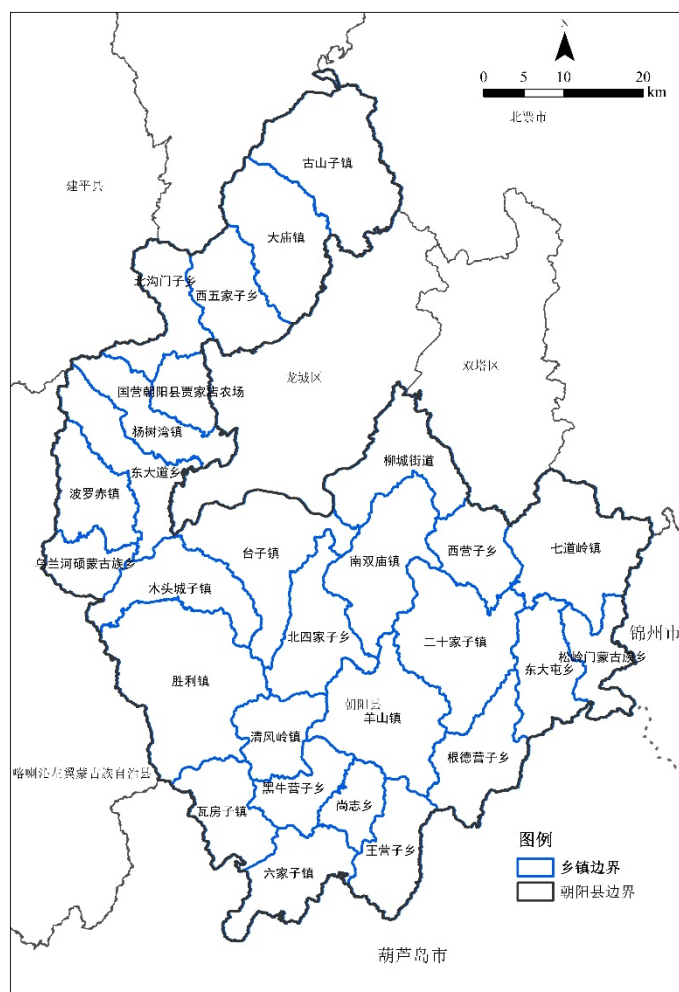 N
0 5 10 20
km
北票市
古山子镇
建平县
大庙镇
北沟门子乡
西五家子乡
龙城区
双塔区
国营朝阳县贾家店农场
杨树湾镇
柳城街道
东大道乡
波罗赤镇
台子镇
南双庙镇
西营子乡
七道岭镇
乌兰河硕蒙古族乡
木头城子镇
北四家子乡
二十家子镇
锦州市
松岭门蒙古族乡
东大屯乡
胜利镇
朝阳县
羊山镇
清风岭镇
根德营子乡
喀喇沁左翼蒙古族自治县
黑牛营子乡
尚志乡
瓦房子镇
王营子乡
六家子镇
图例
乡镇边界
朝阳县边界
葫芦岛市